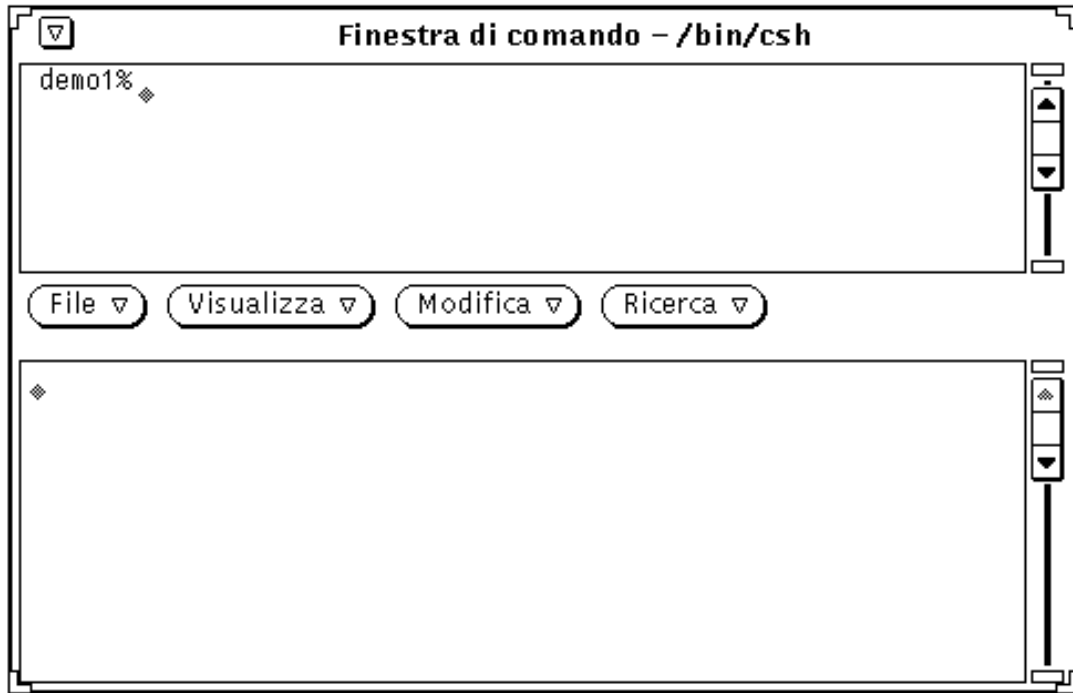 Finestra di comando – /bin/csh
demo1%
File Visualizza Modifica Ricerca